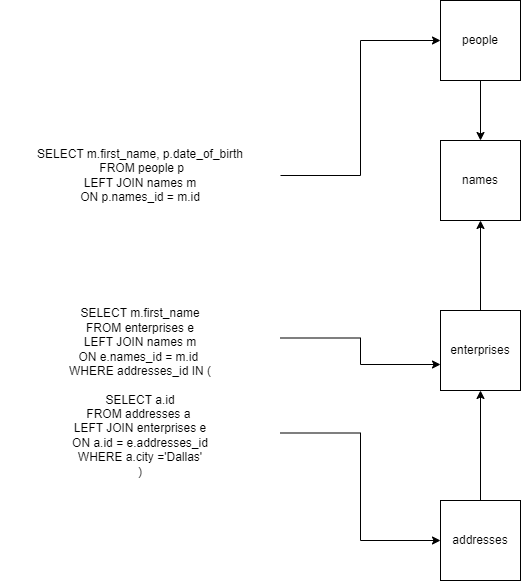 people
SELECT m.first_name, p.date_of_birth
FROM people p
LEFT JOIN names m
ON p.names_id = m.id
names
SELECT m.first_name
FROM enterprises e
LEFT JOIN names m
ON e.names_id = m.id
WHERE addresses_id IN (
enterprises
SELECT a.id
FROM addresses a
LEFT JOIN enterprises e
ON a.id = e.addresses_id
WHERE a.city ='Dallas'
)
addresses